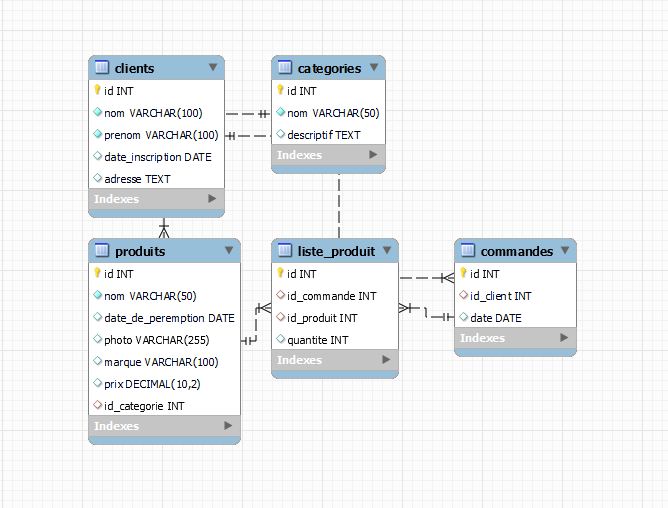 clients
id INT
nom VARCHAR(100)
prenom VARCHAR(100)
date_inscription DATE
adresse TEXT
Indexes
categories
id INT
nom VARCHAR(50)
descriptif TEXT
Indexes
produits
id INT
nom VARCHAR(50)
date_de_peremption DATE
photo VARCHAR(255)
marque VARCHAR(100)
prix DECIMAL(10,2)
id_categorie INT
Indexes
liste_produit
id INT
id_commande INT
id_produit INT
quantite INT
Indexes
commandes
id INT
id_client INT
date DATE
Indexes